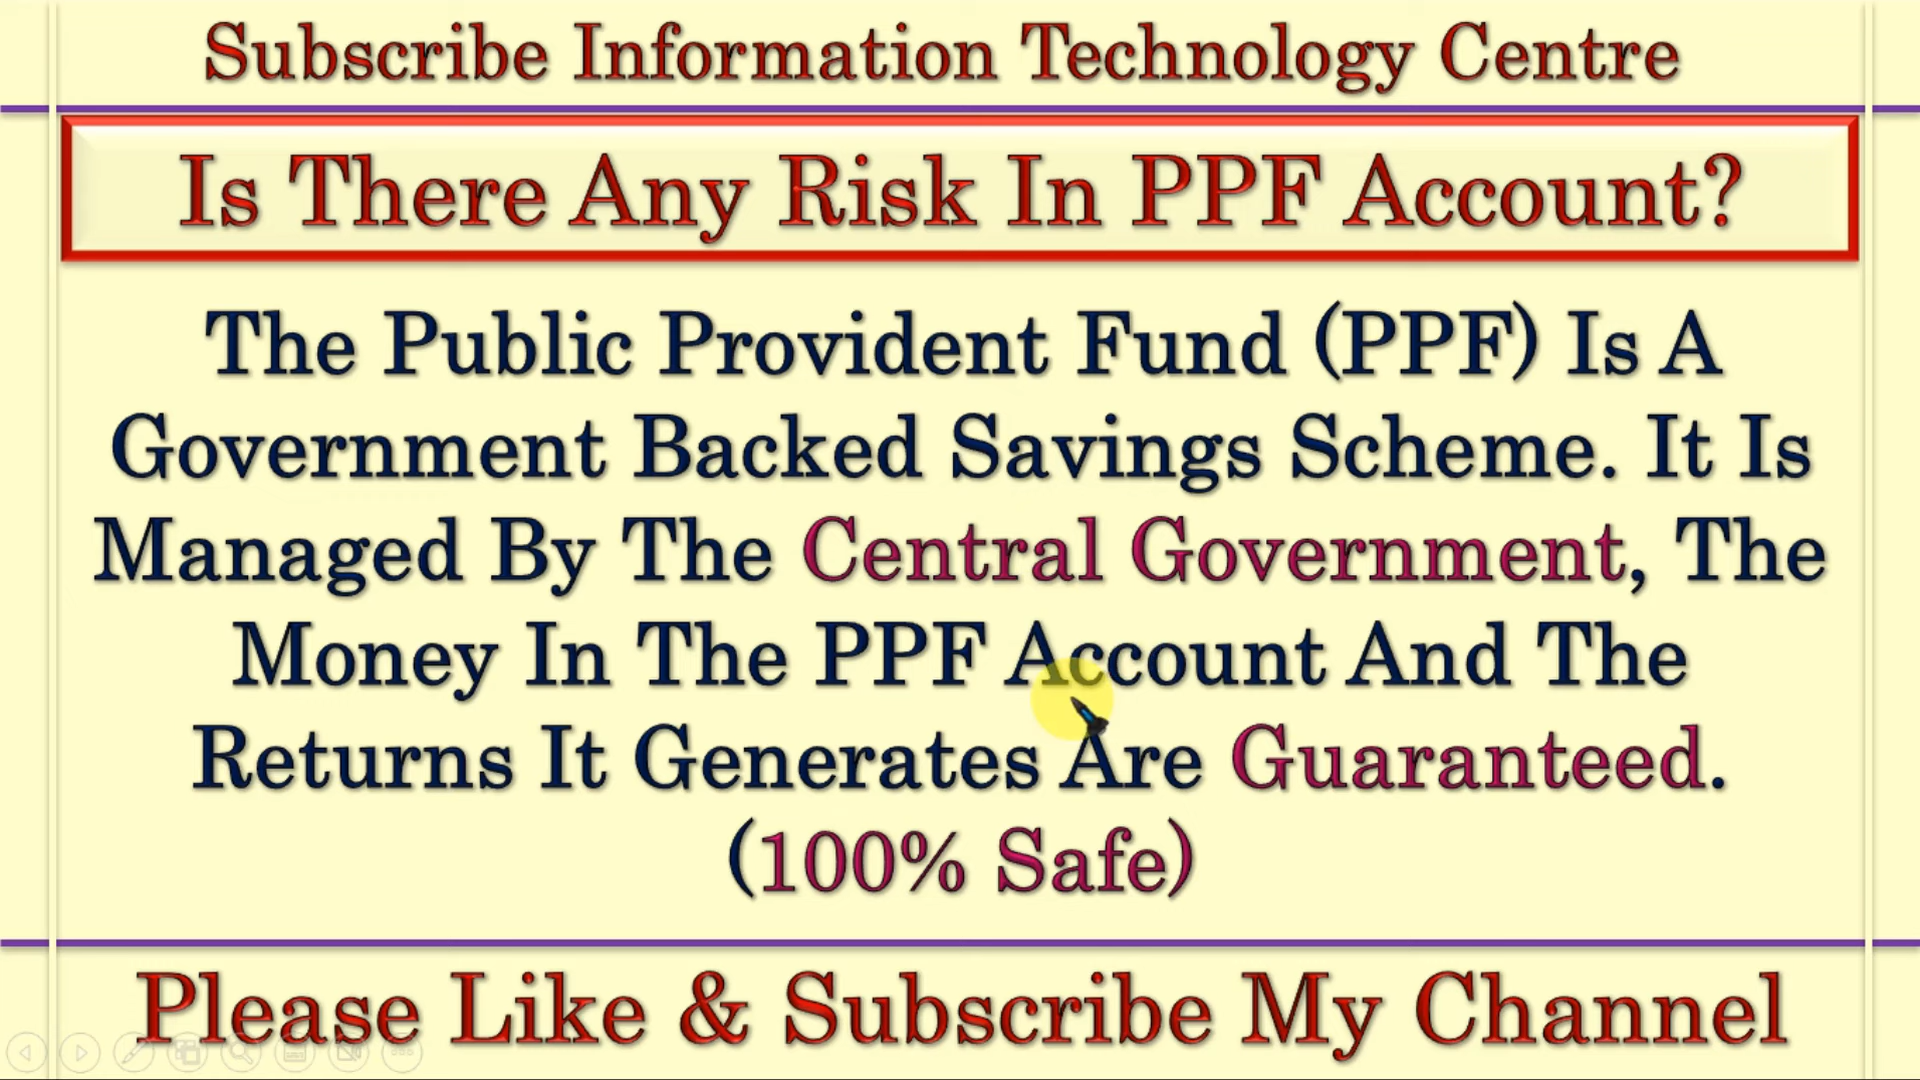 Subscribe Information Technology Centre
Is There Any Risk In PPF Account?
The Public Provident Fund (PPF) Is A
Government Backed Savings Scheme. It Is
Managed By The Central Government, The
Money In The PPF Account And The
Returns It Generates Are Guaranteed.
(100% Safe)
Please Like & Subscribe My Channel